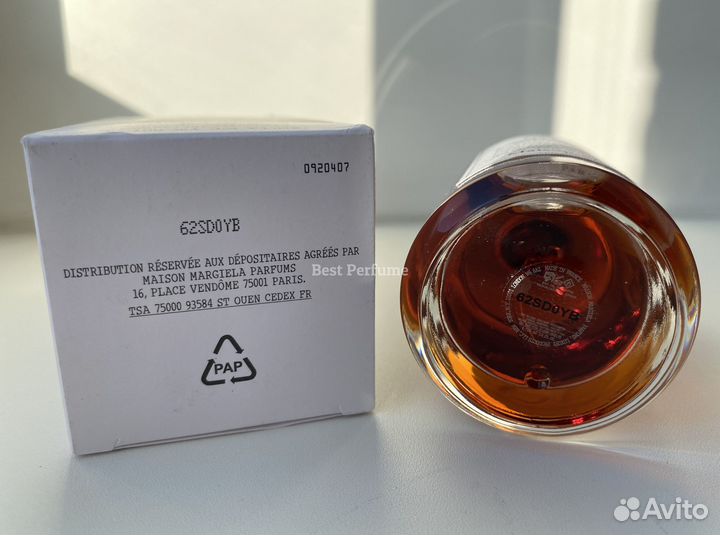 0920407
62SD0YB
DISTRIBUTION RÉSERVÉE AUX DÉPOSITAIRES AGRÉÉS PAR
MAISON MARGIELA PARFUMS
16, PLACE VENDÔME 75001 PARIS.
TSA 75000 93584 ST OUEN CEDEX FR
Best Perfume
PAP
62SD0YB
Avito